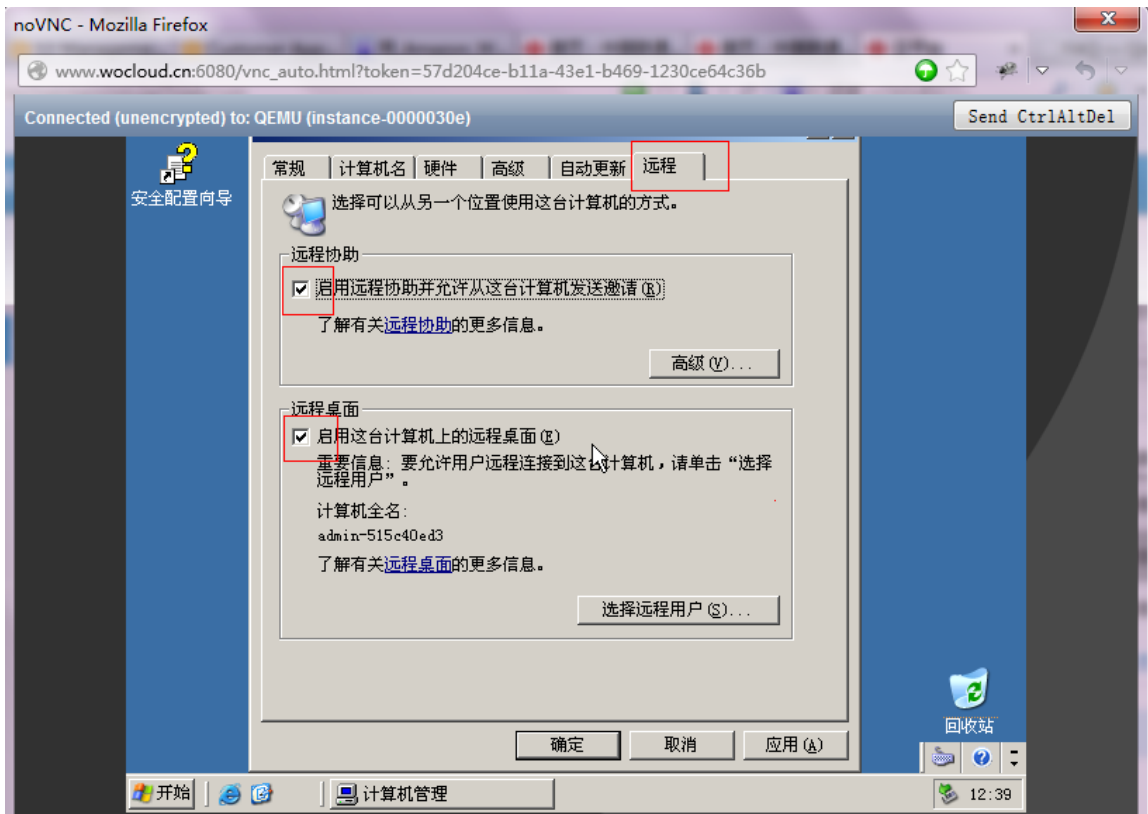 noVNC - Mozilla Firefox
www.wocloud.cn:6080/vnc_auto.html?token=57d204ce-b11a-43e1-b469-1230ce64c36b
Connected (unencrypted) to: QEMU (instance-0000030e)
Send CtrlAltDel
安全配置向导
常规 计算机名 硬件 高级 自动更新 远程
选择可以从另一个位置使用这台计算机的方式。
远程协助
启用远程协助并允许从这台计算机发送邀请(R)
了解有关远程协助的更多信息。
高级(V)...
远程桌面
启用这台计算机上的远程桌面(E)
重要信息: 要允许用户远程连接到这台计算机，请单击“选择
远程用户”。
计算机全名:
admin-515c40ed3
了解有关远程桌面的更多信息。
选择远程用户(S)...
回收站
确定 取消 应用(A)
开始 计算机管理 12:39